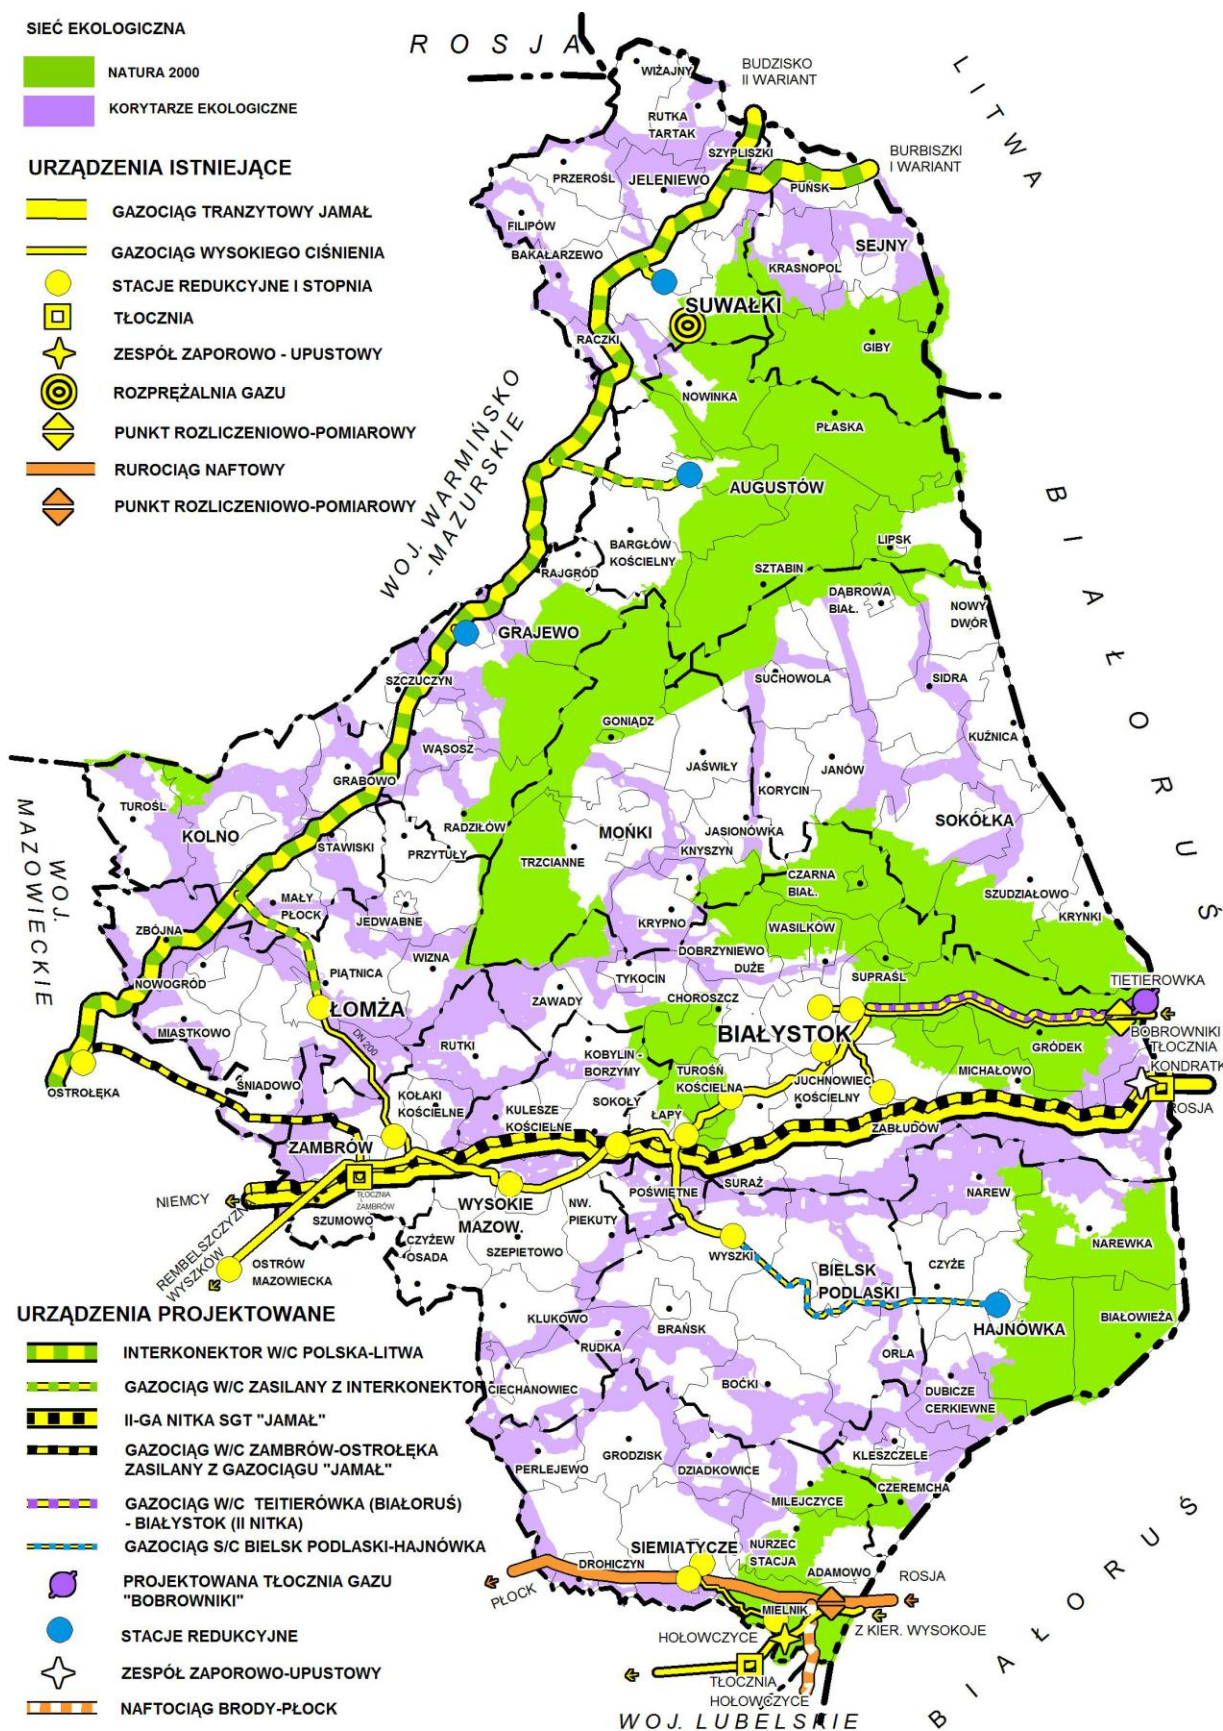 SIEĆ EKOLOGICZNA
NATURA 2000
KORYTARZE EKOLOGICZNE
URZĄDZENIA ISTNIEJĄCE
GAZOCIĄG TRANZYTOWY JAMAŁ
GAZOCIĄG WYSOKIEGO CIŚNIENIA
STACJE REDUKCYJNE I STOPNIA
TŁOCZNIA
ZESPÓŁ ZAPOROWO - UPUSTOWY
ROZPRĘŻALNIA GAZU
PUNKT ROZLICZENIOWO-POMIAROWY
RUROCIĄG NAFTOWY
PUNKT ROZLICZENIOWO-POMIAROWY
ROSJA
LITWA
BIAŁORUŚ
WOJ. WARMIŃSKO
-MAZURSKIE
WOJ.
MAZOWIECKIE
BUDZISKO
II WARIANT
BURBISZKI
I WARIANT
WIŻAJNY
RUTKA
TARTAK
SZYPLISZKI
PRZEROŚL
JELENIEWO
PUŃSK
FILIPÓW
BAKAŁARZEWO
KRASNOPOL
SEJNY
SUWAŁKI
RACZKI
GIBY
NOWINKA
PŁASKA
AUGUSTÓW
BARGŁÓW
KOŚCIELNY
LIPSK
RAJGRÓD
SZTABIN
DĄBROWA
BIAŁ.
NOWY
DWÓR
GRAJEWO
SZCZUCZYN
SUCHOWOLA
SIDRA
GONIĄDZ
KUŹNICA
WĄSOSZ
JAŚWIŁY
JANÓW
GRABOWO
KORYCIN
TUROŚL
KOLNO
RADZIŁÓW
MOŃKI
JASIONÓWKA
SOKÓŁKA
STAWISKI
PRZYTUŁY
TRZCIANNE
KNYSZYN
CZARNA
BIAŁ.
SZUDZIAŁOWO
KRYNKI
MAŁY
PŁOCK
JEDWABNE
KRYPNO
WASILKÓW
ZBÓJNA
WIZNA
DOBRZYNIEWO
DUŻE
SUPRAŚL
NOWOGRÓD
PIĄTNICA
TYKOCIN
TIETIEROWKA
ŁOMŻA
ZAWADY
CHOROSZCZ
MIASTKOWO
DN 200
RUTKI
BIAŁYSTOK
BOBROWNIKI
TŁOCZNIA
KONDRATK
GRÓDEK
KOBYLIN -
BORZYMY
TUROŚŃ
KOŚCIELNA
JUCHNOWIEC
KOŚCIELNY
MICHAŁOWO
OSTROŁĘKA
ŚNIADOWO
KOŁAKI
KOŚCIELNE
KULESZE
KOŚCIELNE
SOKOŁY
ŁAPY
ROSJA
ZABŁUDÓW
ZAMBRÓW
NIEMCY
TŁOCZNIA
ZAMBRÓW
SZUMOWO
WYSOKIE
MAZOW.
NW.
PIEKUTY
POŚWIĘTNE
SURAŻ
NAREW
REMBELSZCZYZN
WYSZKÓW
CZYŻEW
OSADA
SZEPIETOWO
WYSZKI
NAREWKA
OSTRÓW
MAZOWIECKA
BIELSK
PODLASKI
CZYŻE
HAJNÓWKA
BIAŁOWIEŻA
KLUKOWO
RUDKA
BRAŃSK
ORLA
CIECHANOWIEC
BOĆKI
DUBICZE
CERKIEWNE
PERLEJEWO
GRODZISK
DZIADKOWICE
KLESZCZELE
MILEJCZYCE
CZEREMCHA
SIEMIATYCZE
NURZEC
STACJA
DROHICZYN
ADAMOWO
ROSJA
PŁOCK
MIELNIK
HOŁOWCZYCE
Z KIER. WYSOKOJE
TŁOCZNIA
HOŁOWCZYCE
WOJ. LUBELSKIE
BIAŁORUŚ
URZĄDZENIA PROJEKTOWANE
INTERKONEKTOR W/C POLSKA-LITWA
GAZOCIĄG W/C ZASILANY Z INTERKONEKTOR
II-GA NITKA SGT "JAMAŁ"
GAZOCIĄG W/C ZAMBRÓW-OSTROŁĘKA
ZASILANY Z GAZOCIĄGU "JAMAŁ"
GAZOCIĄG W/C TEITIERÓWKA (BIAŁORUŚ)
- BIAŁYSTOK (II NITKA)
GAZOCIĄG S/C BIELSK PODLASKI-HAJNÓWKA
PROJEKTOWANA TŁOCZNIA GAZU
"BOBROWNIKI"
STACJE REDUKCYJNE
ZESPÓŁ ZAPOROWO-UPUSTOWY
NAFTOCIĄG BRODY-PŁOCK